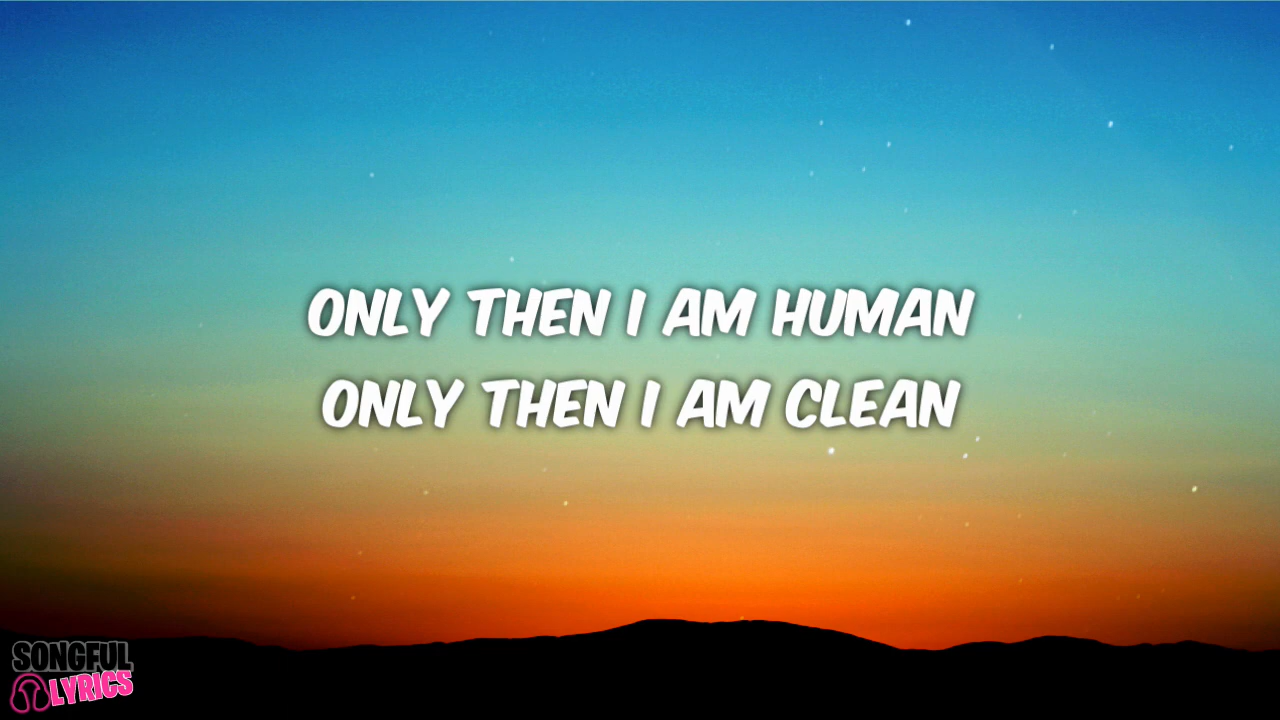 ONLY THEN I AM HUMAN
ONLY THEN I AM CLEAN
SONGFUL
LYRICS